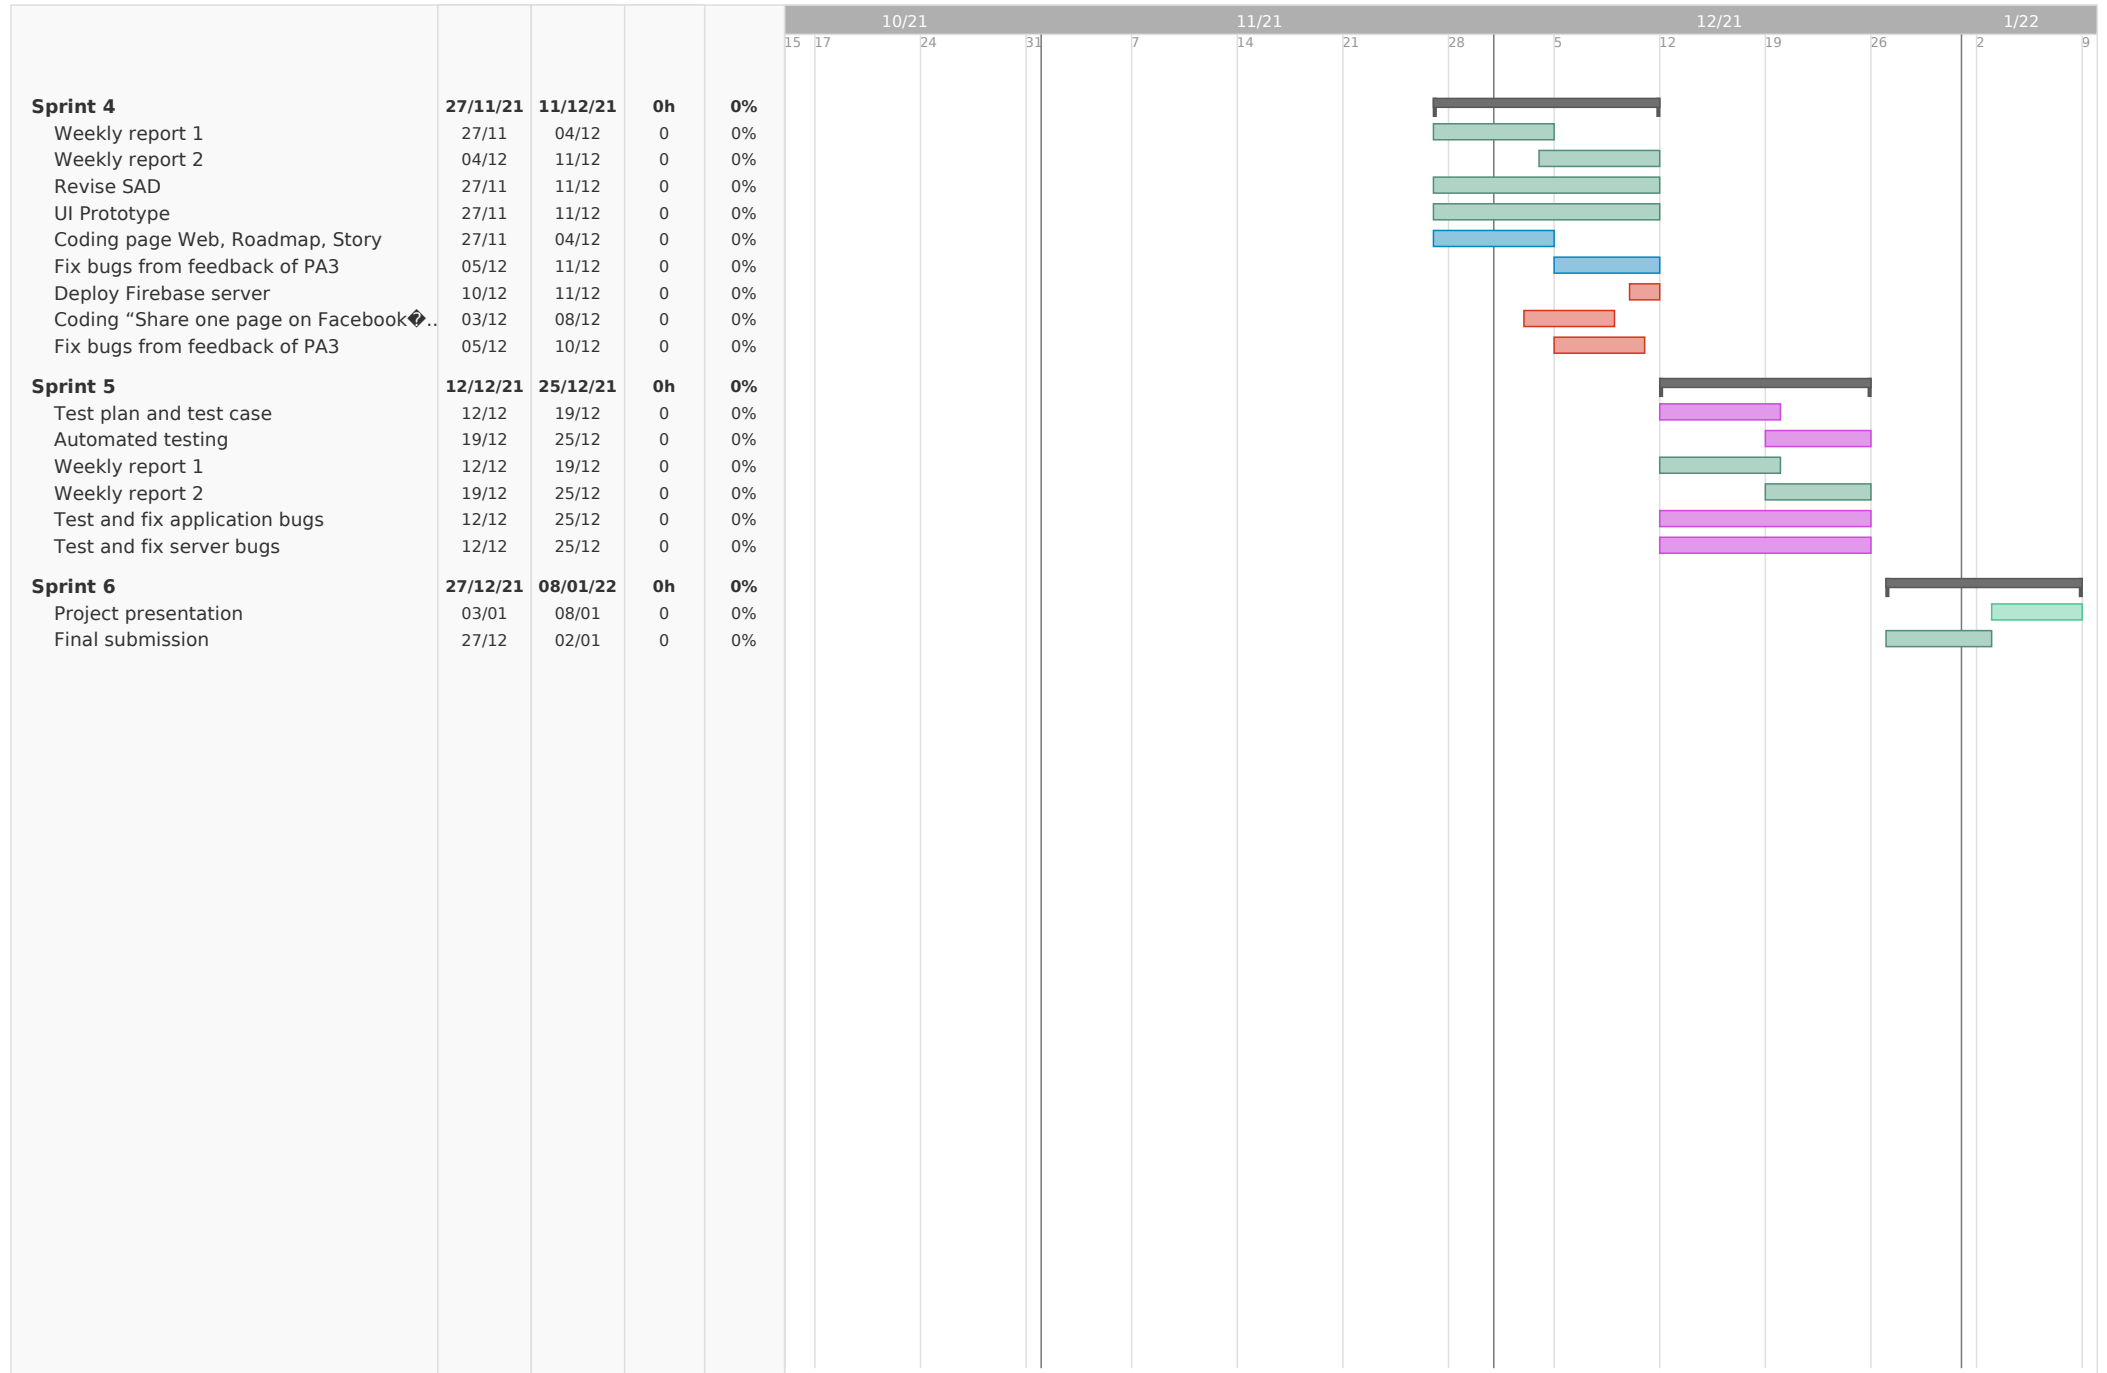 10/21 11/21 12/21 1/22
15 17 24 31 7 14 21 28 5 12 19 26 2 9
Sprint 4 27/11/21 11/12/21 0h 0%
Weekly report 1 27/11 04/12 0 0%
Weekly report 2 04/12 11/12 0 0%
Revise SAD 27/11 11/12 0 0%
UI Prototype 27/11 11/12 0 0%
Coding page Web, Roadmap, Story 27/11 04/12 0 0%
Fix bugs from feedback of PA3 05/12 11/12 0 0%
Deploy Firebase server 10/12 11/12 0 0%
Coding “Share one page on Facebook�.. 03/12 08/12 0 0%
Fix bugs from feedback of PA3 05/12 10/12 0 0%
Sprint 5 12/12/21 25/12/21 0h 0%
Test plan and test case 12/12 19/12 0 0%
Automated testing 19/12 25/12 0 0%
Weekly report 1 12/12 19/12 0 0%
Weekly report 2 19/12 25/12 0 0%
Test and fix application bugs 12/12 25/12 0 0%
Test and fix server bugs 12/12 25/12 0 0%
Sprint 6 27/12/21 08/01/22 0h 0%
Project presentation 03/01 08/01 0 0%
Final submission 27/12 02/01 0 0%